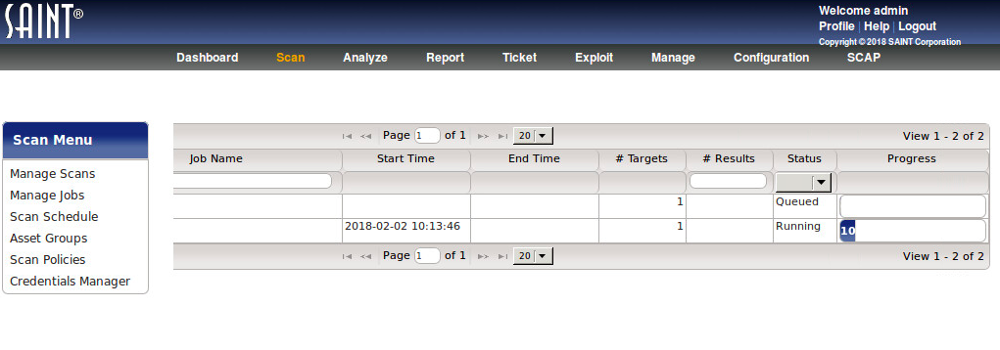 SAINT®
Welcome admin
Profile | Help | Logout
Copyright © 2018 SAINT Corporation
Dashboard Scan Analyze Report Ticket Exploit Manage Configuration SCAP
Scan Menu
Manage Scans
Manage Jobs
Scan Schedule
Asset Groups
Scan Policies
Credentials Manager
Page 1 of 1 20 View 1 - 2 of 2
Job Name Start Time End Time # Targets # Results Status Progress
1 Queued
2018-02-02 10:13:46 1 Running 10
Page 1 of 1 20 View 1 - 2 of 2